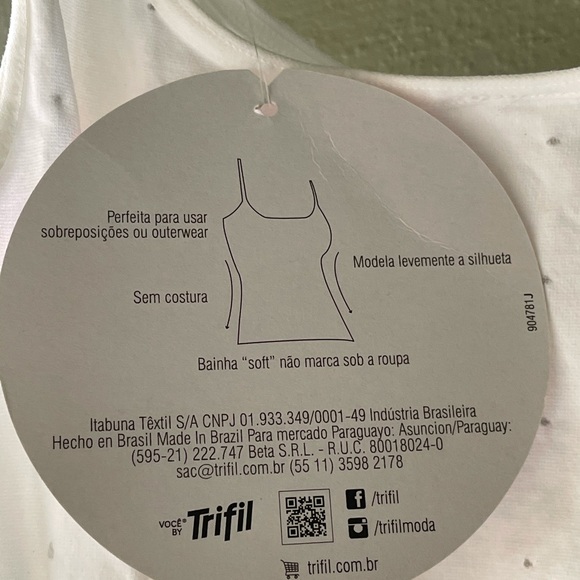 Perfeita para usar
sobreposições ou outerwear
Modela levemente a silhueta
Sem costura
904781J
Bainha “soft” não marca sob a roupa
Itabuna Têxtil S/A CNPJ 01.933.349/0001-49 Indústria Brasileira
Hecho en Brasil Made In Brazil Para mercado Paraguayo: Asuncion/Paraguay:
(595-21) 222.747 Beta S.R.L. - R.U.C. 80018024-0
sac@trifil.com.br (55 11) 3598 2178
VOCÊ®
BY
Trifil
/trifil
/trifilmoda
trifil.com.br